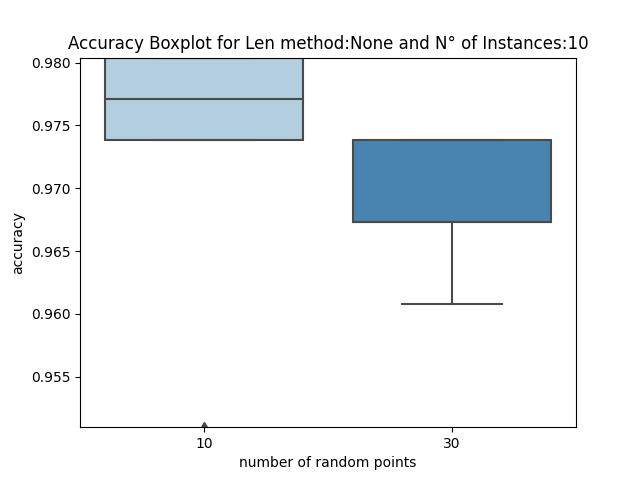 Accuracy Boxplot for Len method:None and N° of Instances:10
0.980
0.975
0.970
0.965
0.960
0.955
accuracy
10
30
number of random points